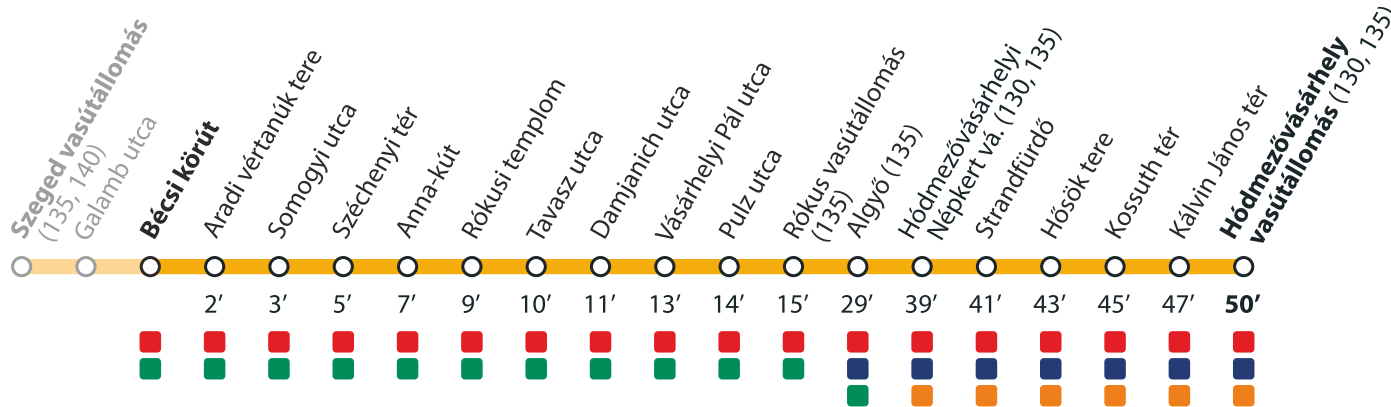 Szeged vasútállomás
(135, 140)
Galamb utca
Bécsi körút
Aradi vértanúk tere
Somogyi utca
Széchenyi tér
Anna-kút
Rókusi templom
Tavasz utca
Damjanich utca
Vásárhelyi Pál utca
Pulz utca
Rókus vasútállomás
(135)
Algyő (135)
Hódmezővásárhelyi
Népkert vá. (130, 135)
Strandfürdő
Hősök tere
Kossuth tér
Kálvin János tér
Hódmezővásárhely
vasútállomás (130, 135)
2’ 3’ 5’ 7’ 9’ 10’ 11’ 13’ 14’ 15’ 29’ 39’ 41’ 43’ 45’ 47’ 50’